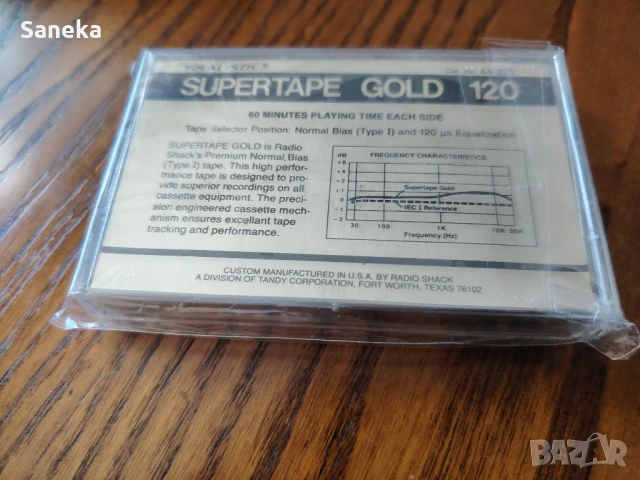 Saneka
SUPERTAPE GOLD 120
60 MINUTES PLAYING TIME EACH SIDE
Tape Selector Position: Normal Bias (Type I) and 120 µs Equalization
SUPERTAPE GOLD is Radio
Shack's Premium Normal Bias
(Type I) tape. This high perfor-
mance tape is designed to pro-
vide superior recordings on all
cassette equipment. The preci-
sion engineered cassette mech-
anism ensures excellant tape
tracking and performance.
FREQUENCY CHARACTERISTICS
dB
Supertape Gold
IEC I Reference
30 100 1K 10K 20K
Frequency (Hz)
CUSTOM MANUFACTURED IN U.S.A. BY RADIO SHACK
A DIVISION OF TANDY CORPORATION, FORT WORTH, TEXAS 76102
BAZAR